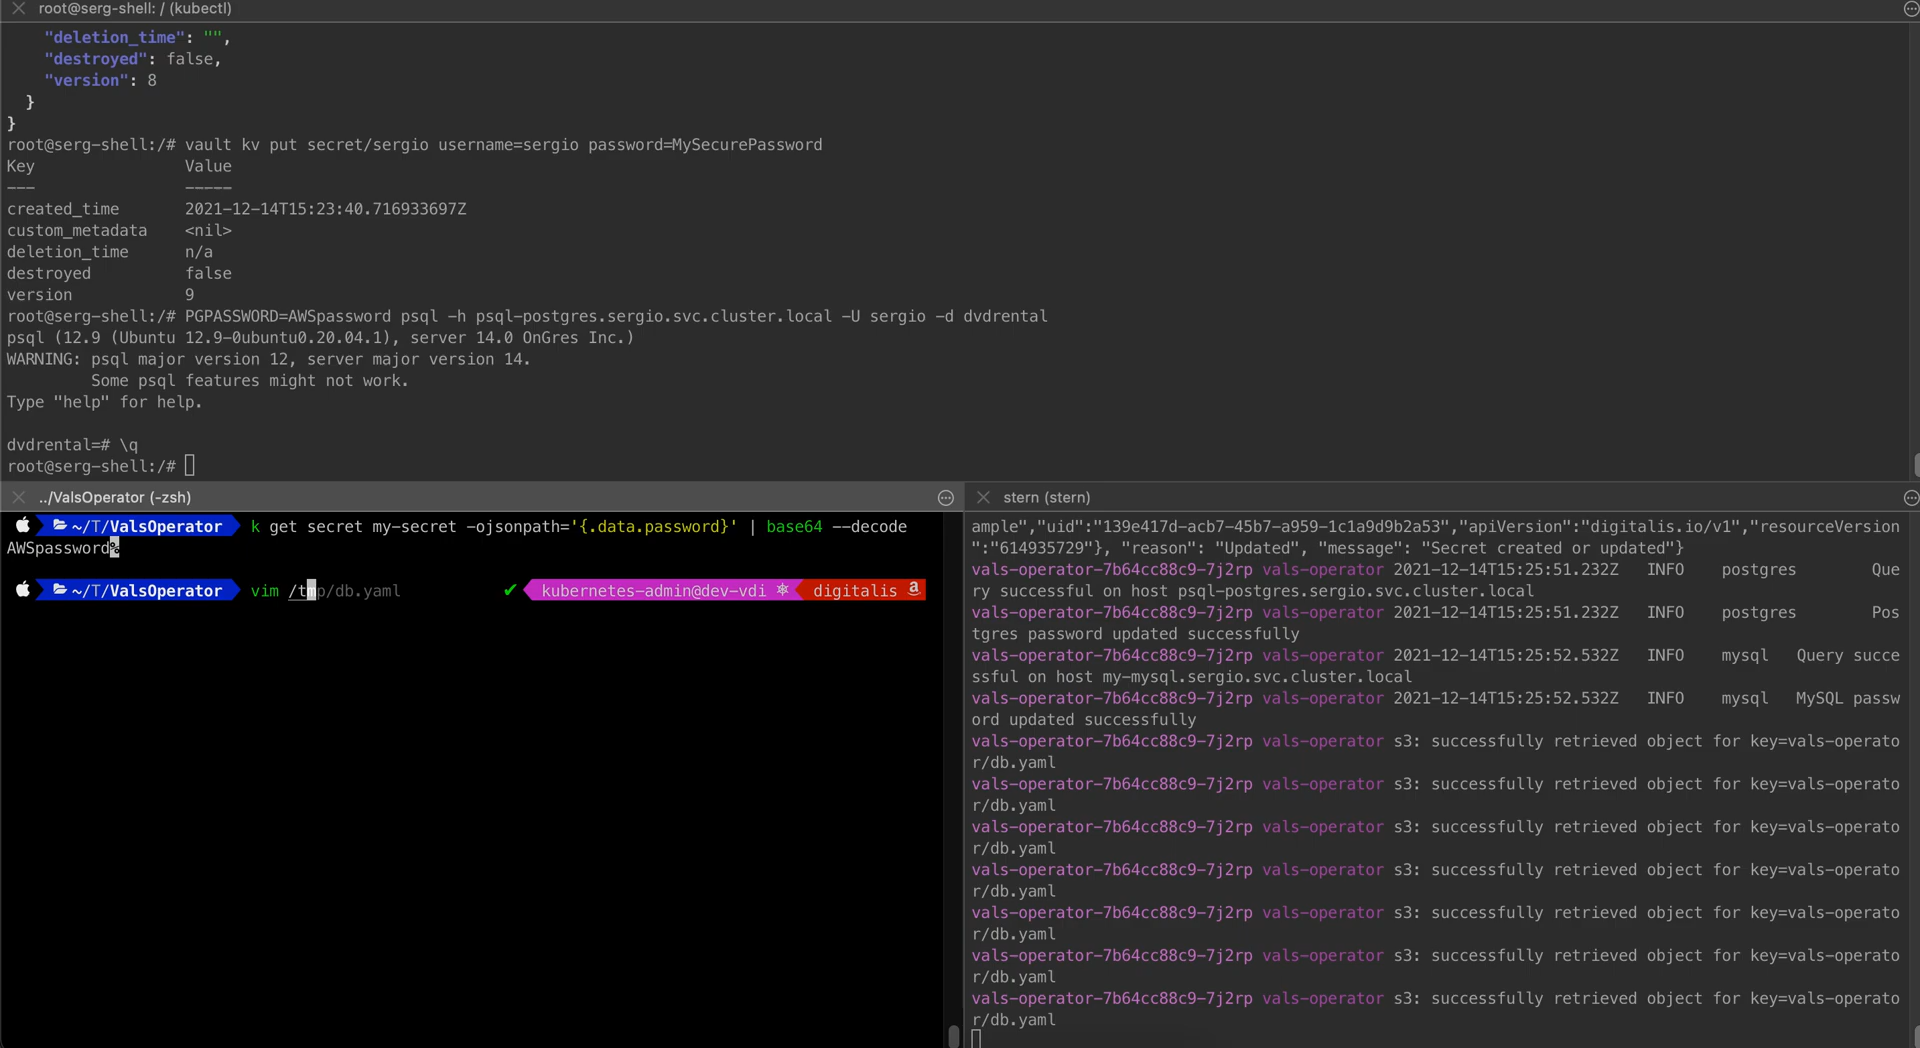 root@serg-shell: / (kubectl)
"deletion_time": "",
"destroyed": false,
"version": 8
}
}
root@serg-shell:/# vault kv put secret/sergio username=sergio password=MySecurePassword
Key Value
--- -----
created_time 2021-12-14T15:23:40.716933697Z
custom_metadata <nil>
deletion_time n/a
destroyed false
version 9
root@serg-shell:/# PGPASSWORD=AWSpassword psql -h psql-postgres.sergio.svc.cluster.local -U sergio -d dvdrental
psql (12.9 (Ubuntu 12.9-0ubuntu0.20.04.1), server 14.0 OnGres Inc.)
WARNING: psql major version 12, server major version 14.
Some psql features might not work.
Type "help" for help.
dvdrental=# \q
root@serg-shell:/#
../ValsOperator (-zsh)
~/T/ValsOperator k get secret my-secret -ojsonpath='{.data.password}' | base64 --decode
AWSpassword%
~/T/ValsOperator vim /tmp/db.yaml ✓ kubernetes-admin@dev-vdi digitalis a
stern (stern)
ample","uid":"139e417d-acb7-45b7-a959-1c1a9d9b2a53","apiVersion":"digitalis.io/v1","resourceVersion
":"614935729"}, "reason": "Updated", "message": "Secret created or updated"}
vals-operator-7b64cc88c9-7j2rp vals-operator 2021-12-14T15:25:51.232Z INFO postgres Que
ry successful on host psql-postgres.sergio.svc.cluster.local
vals-operator-7b64cc88c9-7j2rp vals-operator 2021-12-14T15:25:51.232Z INFO postgres Pos
tgres password updated successfully
vals-operator-7b64cc88c9-7j2rp vals-operator 2021-12-14T15:25:52.532Z INFO mysql Query succe
ssful on host my-mysql.sergio.svc.cluster.local
vals-operator-7b64cc88c9-7j2rp vals-operator 2021-12-14T15:25:52.532Z INFO mysql MySQL passw
ord updated successfully
vals-operator-7b64cc88c9-7j2rp vals-operator s3: successfully retrieved object for key=vals-operato
r/db.yaml
vals-operator-7b64cc88c9-7j2rp vals-operator s3: successfully retrieved object for key=vals-operato
r/db.yaml
vals-operator-7b64cc88c9-7j2rp vals-operator s3: successfully retrieved object for key=vals-operato
r/db.yaml
vals-operator-7b64cc88c9-7j2rp vals-operator s3: successfully retrieved object for key=vals-operato
r/db.yaml
vals-operator-7b64cc88c9-7j2rp vals-operator s3: successfully retrieved object for key=vals-operato
r/db.yaml
vals-operator-7b64cc88c9-7j2rp vals-operator s3: successfully retrieved object for key=vals-operato
r/db.yaml
vals-operator-7b64cc88c9-7j2rp vals-operator s3: successfully retrieved object for key=vals-operato
r/db.yaml